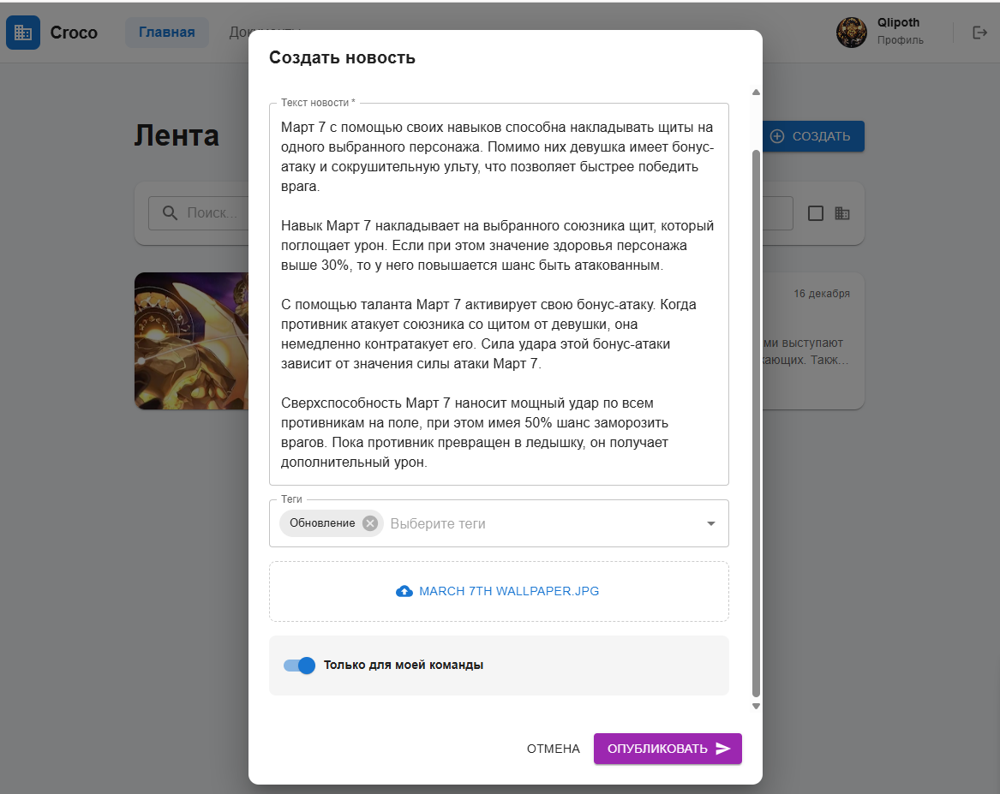 Croco
Главная
Qlipoth
Профиль
Создать новость
Лента
СОЗДАТЬ
Поиск...
Текст новости *
Март 7 с помощью своих навыков способна накладывать щиты на
одного выбранного персонажа. Помимо них девушка имеет бонус-
атаку и сокрушительную ульту, что позволяет быстрее победить
врага.
Навык Март 7 накладывает на выбранного союзника щит, который
поглощает урон. Если при этом значение здоровья персонажа
выше 30%, то у него повышается шанс быть атакованным.
С помощью таланта Март 7 активирует свою бонус-атаку. Когда
противник атакует союзника со щитом от девушки, она
немедленно контратакует его. Сила удара этой бонус-атаки
зависит от значения силы атаки Март 7.
Сверхспособность Март 7 наносит мощный удар по всем
противникам на поле, при этом имея 50% шанс заморозить
врагов. Пока противник превращен в ледышку, он получает
дополнительный урон.
16 декабря
ми выступают
ающих. Такж...
Теги
Обновление
Выберите теги
MARCH 7TH WALLPAPER.JPG
Только для моей команды
ОТМЕНА
ОПУБЛИКОВАТЬ